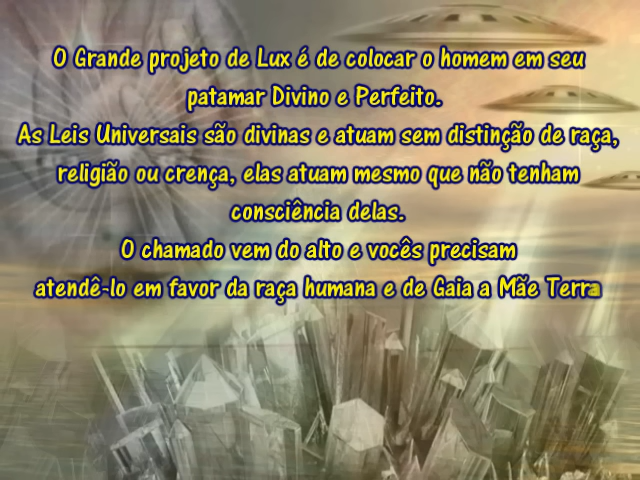 O Grande projeto de Lux é de colocar o homem em seu
patamar Divino e Perfeito.
As Leis Universais são divinas e atuam sem distinção de raça,
religião ou crença, elas atuam mesmo que não tenham
consciência delas.
O chamado vem do alto e vocês precisam
atendê-lo em favor da raça humana e de Gaia a Mãe Terra